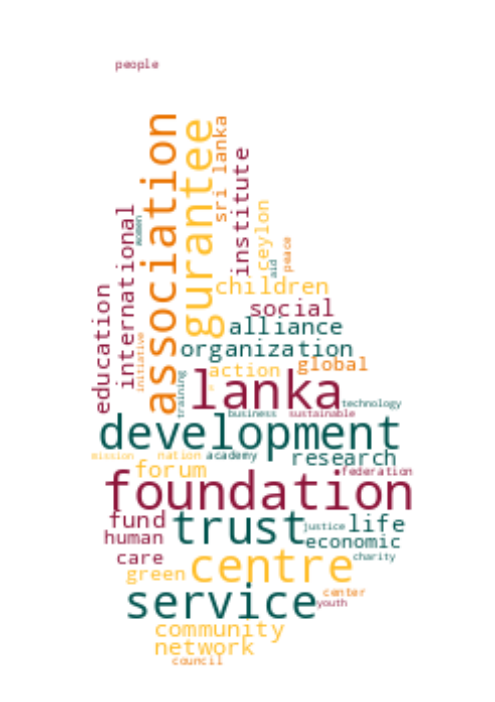 people
association
gurantee
sri lanka
institute
international
women
ceylon
peace
aid
children
education
social
alliance
organization
initiative
global
action
lanka
training
technology
business sustainable
development
mission nation academy research
forum federation
foundation
fund trust justice life
human economic
care charity
green centre
service center
youth
community
network
council